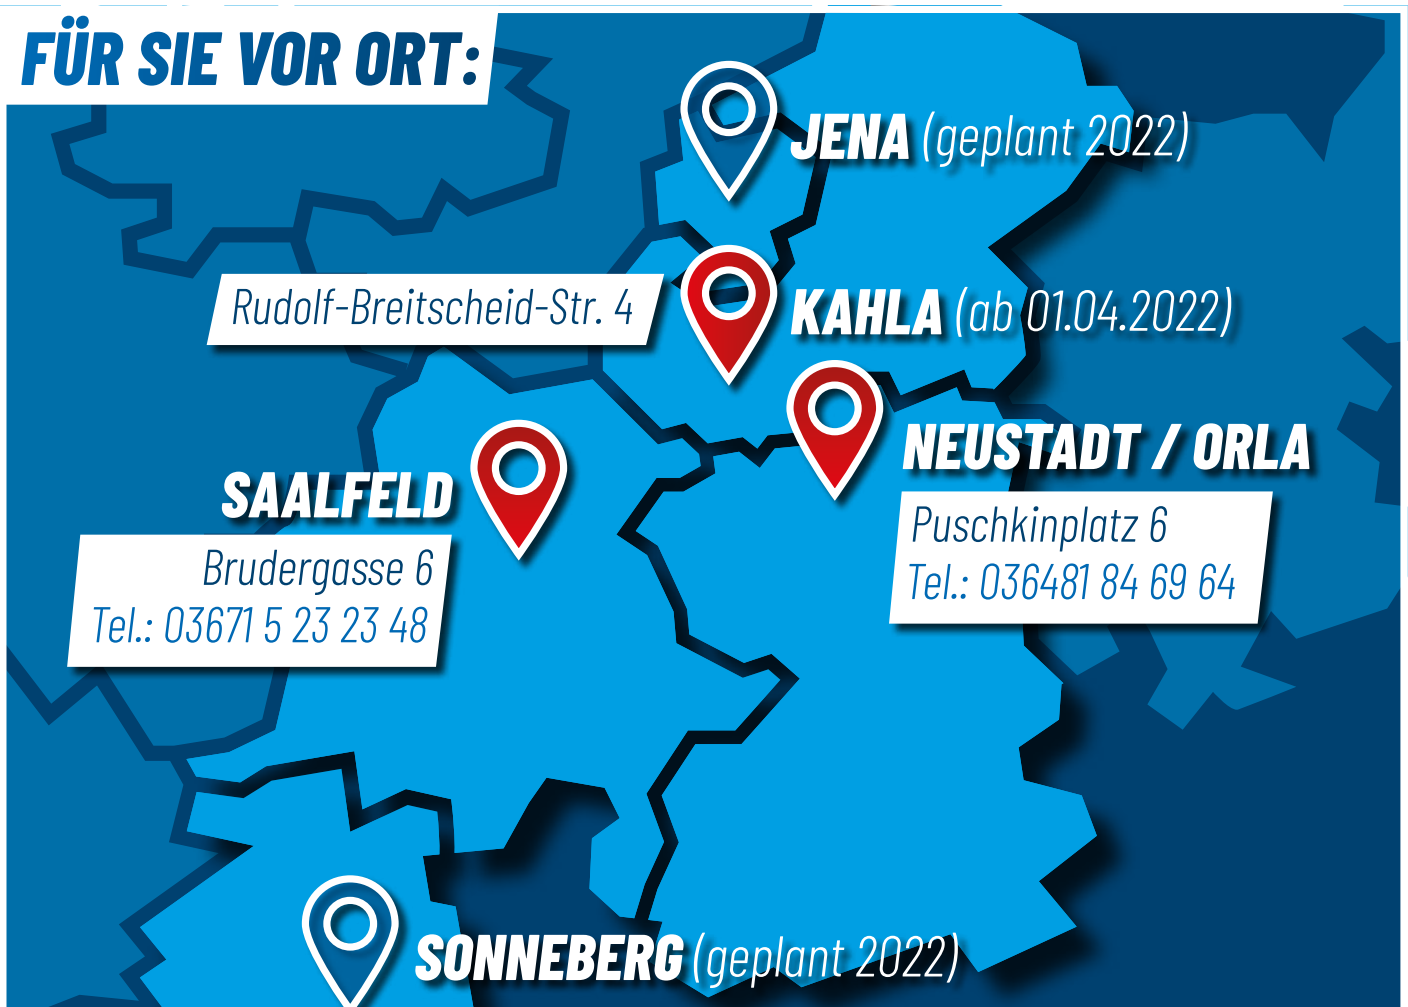 FÜR SIE VOR ORT:
JENA (geplant 2022)
Rudolf-Breitscheid-Str. 4
KAHLA (ab 01.04.2022)
NEUSTADT / ORLA
Puschkinplatz 6
Tel.: 036481 84 69 64
SAALFELD
Brudergasse 6
Tel.: 03671 5 23 23 48
SONNEBERG (geplant 2022)